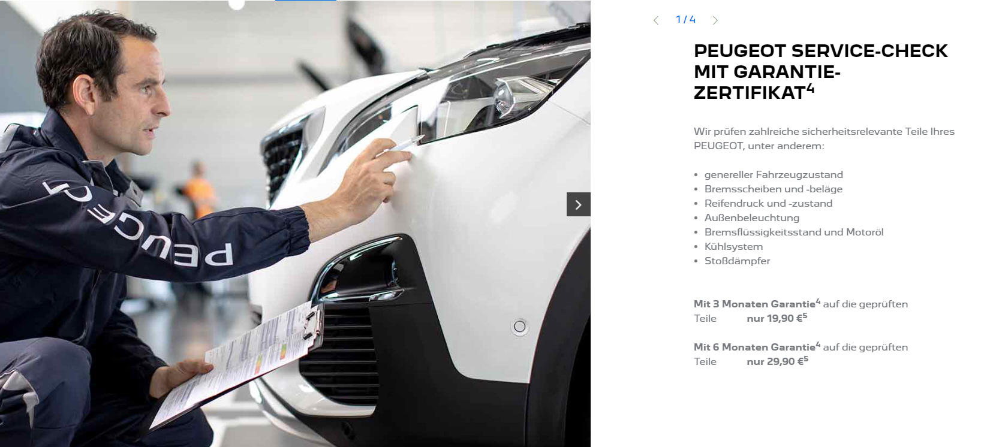 1 / 4
PEUGEOT SERVICE-CHECK
MIT GARANTIE-
ZERTIFIKAT⁴
Wir prüfen zahlreiche sicherheitsrelevante Teile Ihres
PEUGEOT, unter anderem:
• genereller Fahrzeugzustand
• Bremsscheiben und -beläge
• Reifendruck und -zustand
• Außenbeleuchtung
• Bremsflüssigkeitsstand und Motoröl
• Kühlsystem
• Stoßdämpfer
Mit 3 Monaten Garantie⁴ auf die geprüften
Teile nur 19,90 €⁵
Mit 6 Monaten Garantie⁴ auf die geprüften
Teile nur 29,90 €⁵
PEUGEOT